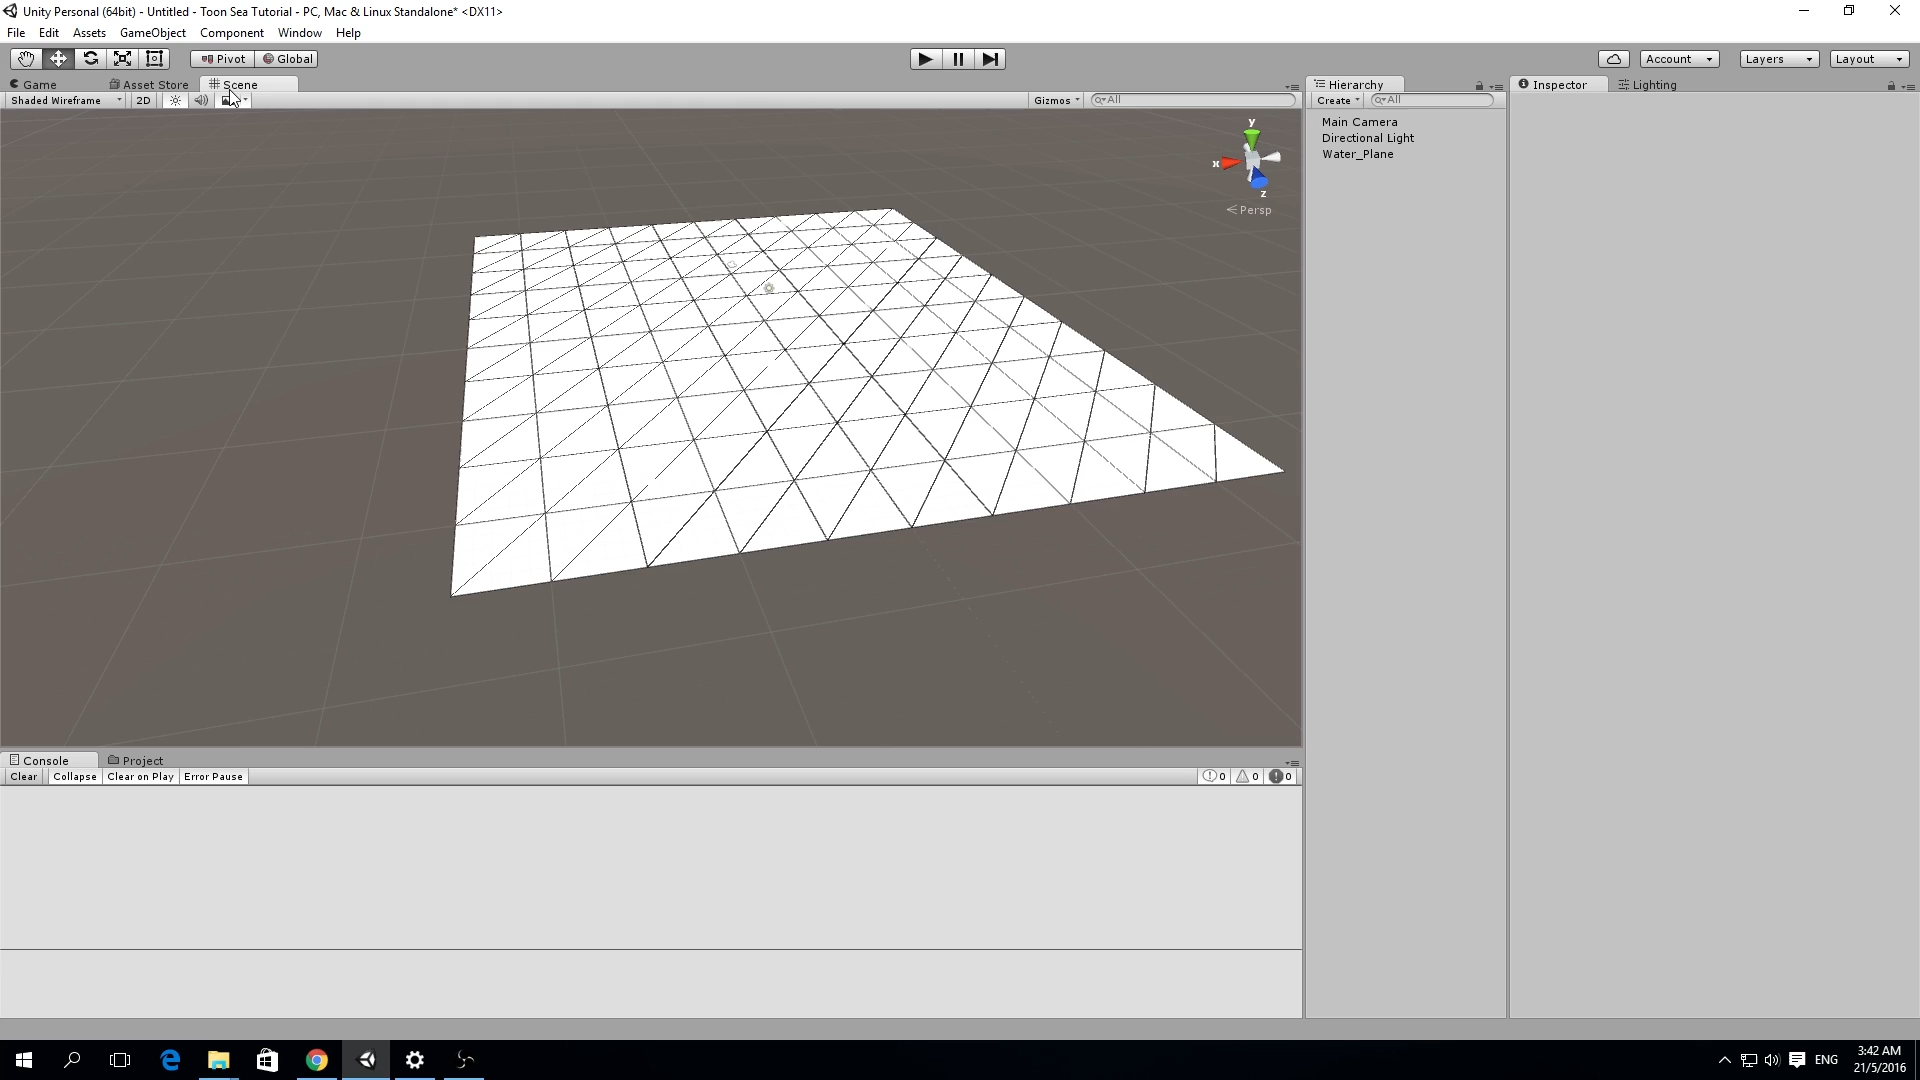 Unity Personal (64bit) - Untitled - Toon Sea Tutorial - PC, Mac & Linux Standalone* <DX11>
File Edit Assets GameObject Component Window Help
Pivot Global Account Layers Layout
Game Asset Store Scene Hierarchy Inspector Lighting
Shaded Wireframe 2D Gizmos All Create All
Main Camera
Directional Light
Water_Plane
y
x
z
Persp
Console Project
Clear Collapse Clear on Play Error Pause 0 0 0
ENG 3:42 AM
21/5/2016